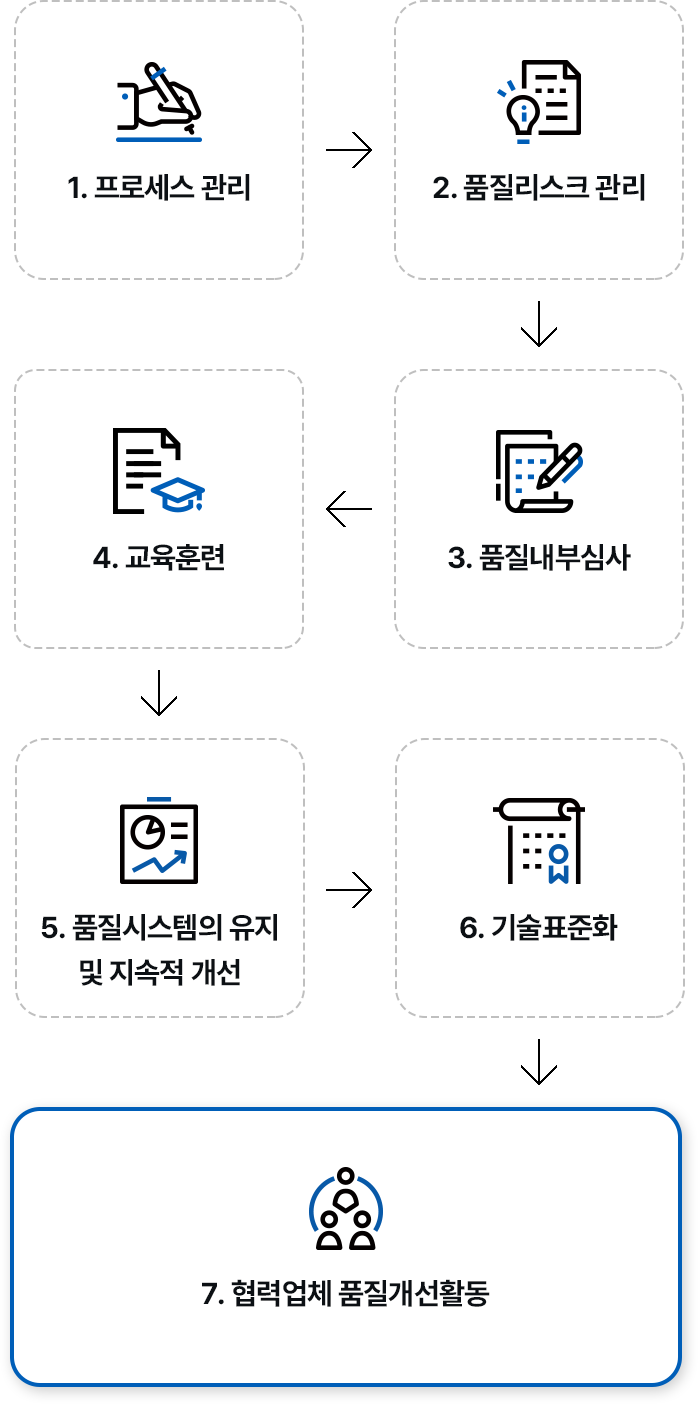 1. 프로세스 관리
2. 품질리스크 관리
3. 품질내부심사
4. 교육훈련
5. 품질시스템의 유지
및 지속적 개선
6. 기술표준화
7. 협력업체 품질개선활동